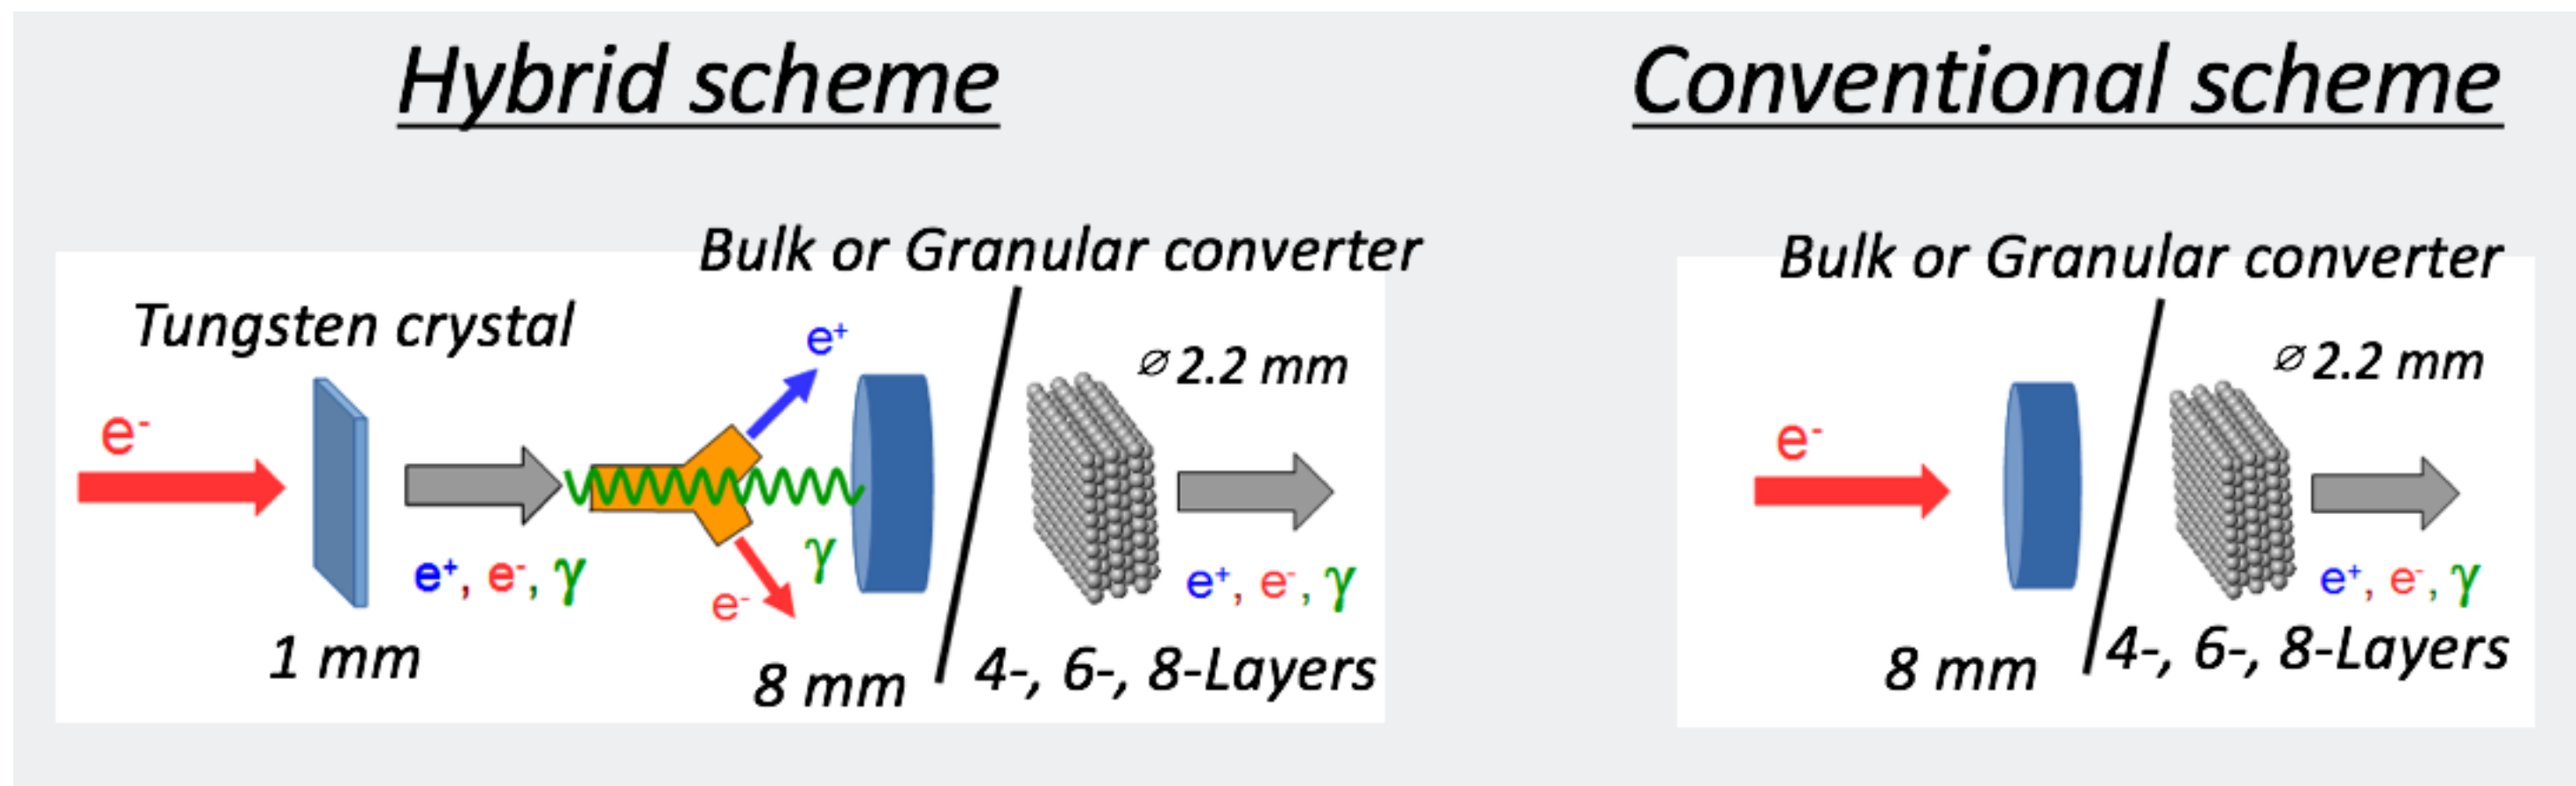 Hybrid scheme
Conventional scheme
Bulk or Granular converter
Tungsten crystal
e⁺
⌀ 2.2 mm
e⁻
e⁺, e⁻, γ
e⁻
γ
e⁺, e⁻, γ
1 mm
8 mm
4-, 6-, 8-Layers
Bulk or Granular converter
⌀ 2.2 mm
e⁻
e⁺, e⁻, γ
8 mm
4-, 6-, 8-Layers